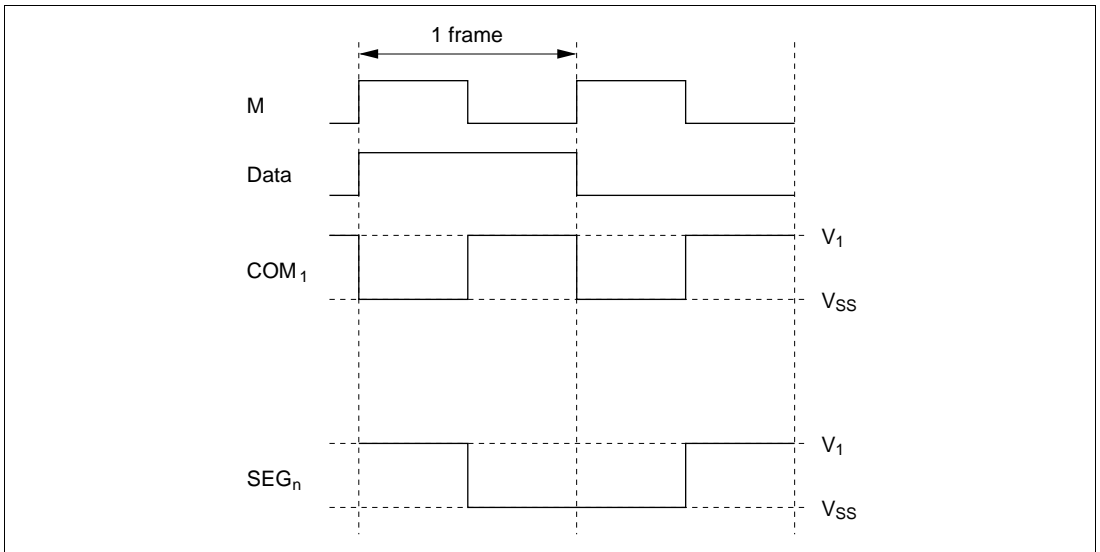 1 frame
M
Data
V1
COM1
VSS
V1
SEGn
VSS